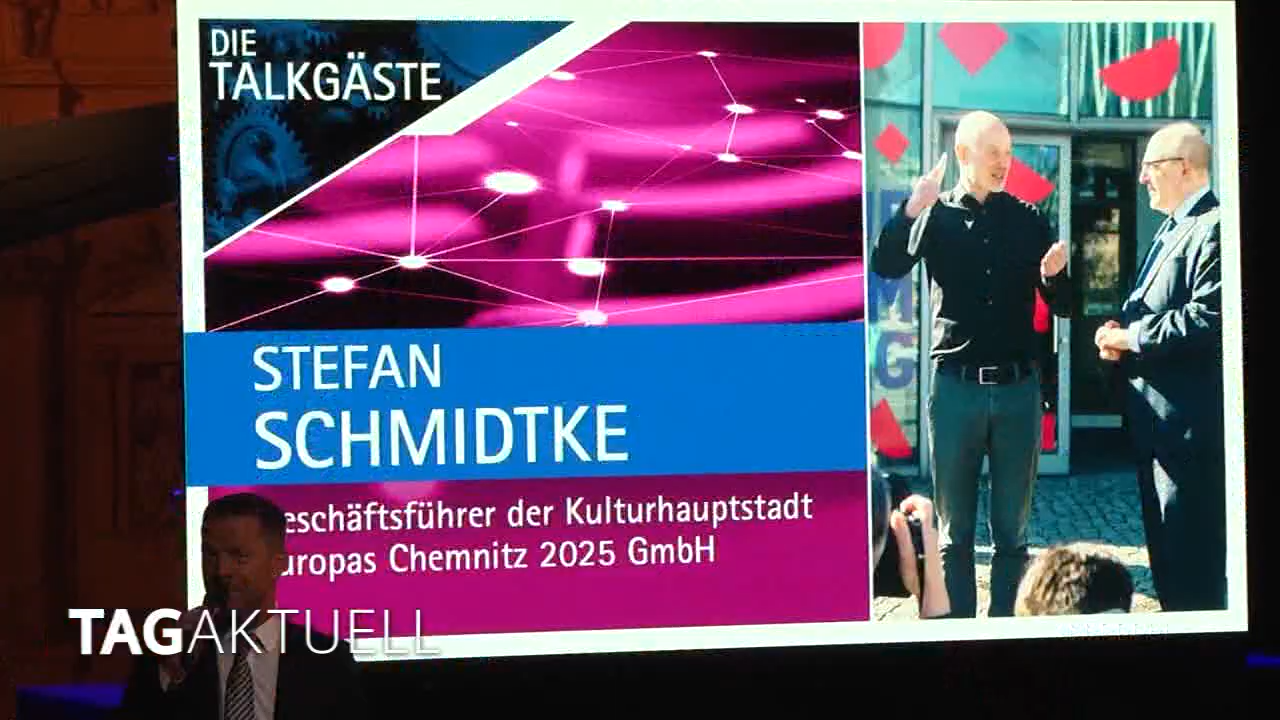 DIE
TALKGÄSTE
STEFAN
SCHMIDTKE
eschäftsführer der Kulturhauptstadt
uropas Chemnitz 2025 GmbH
TAGAKTUELL